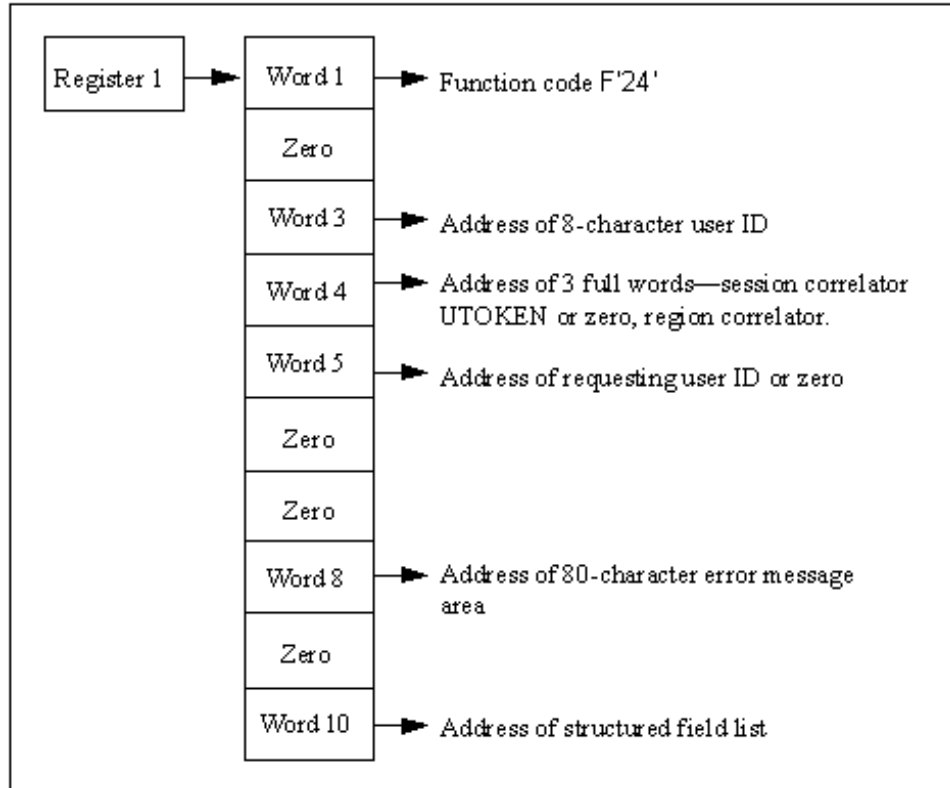 Register 1
Word 1
Function code F'24'
Zero
Word 3
Address of 8-character user ID
Word 4
Address of 3 full words—session correlator
UTOKEN or zero, region correlator.
Word 5
Address of requesting user ID or zero
Zero
Zero
Word 8
Address of 80-character error message
area
Zero
Word 10
Address of structured field list